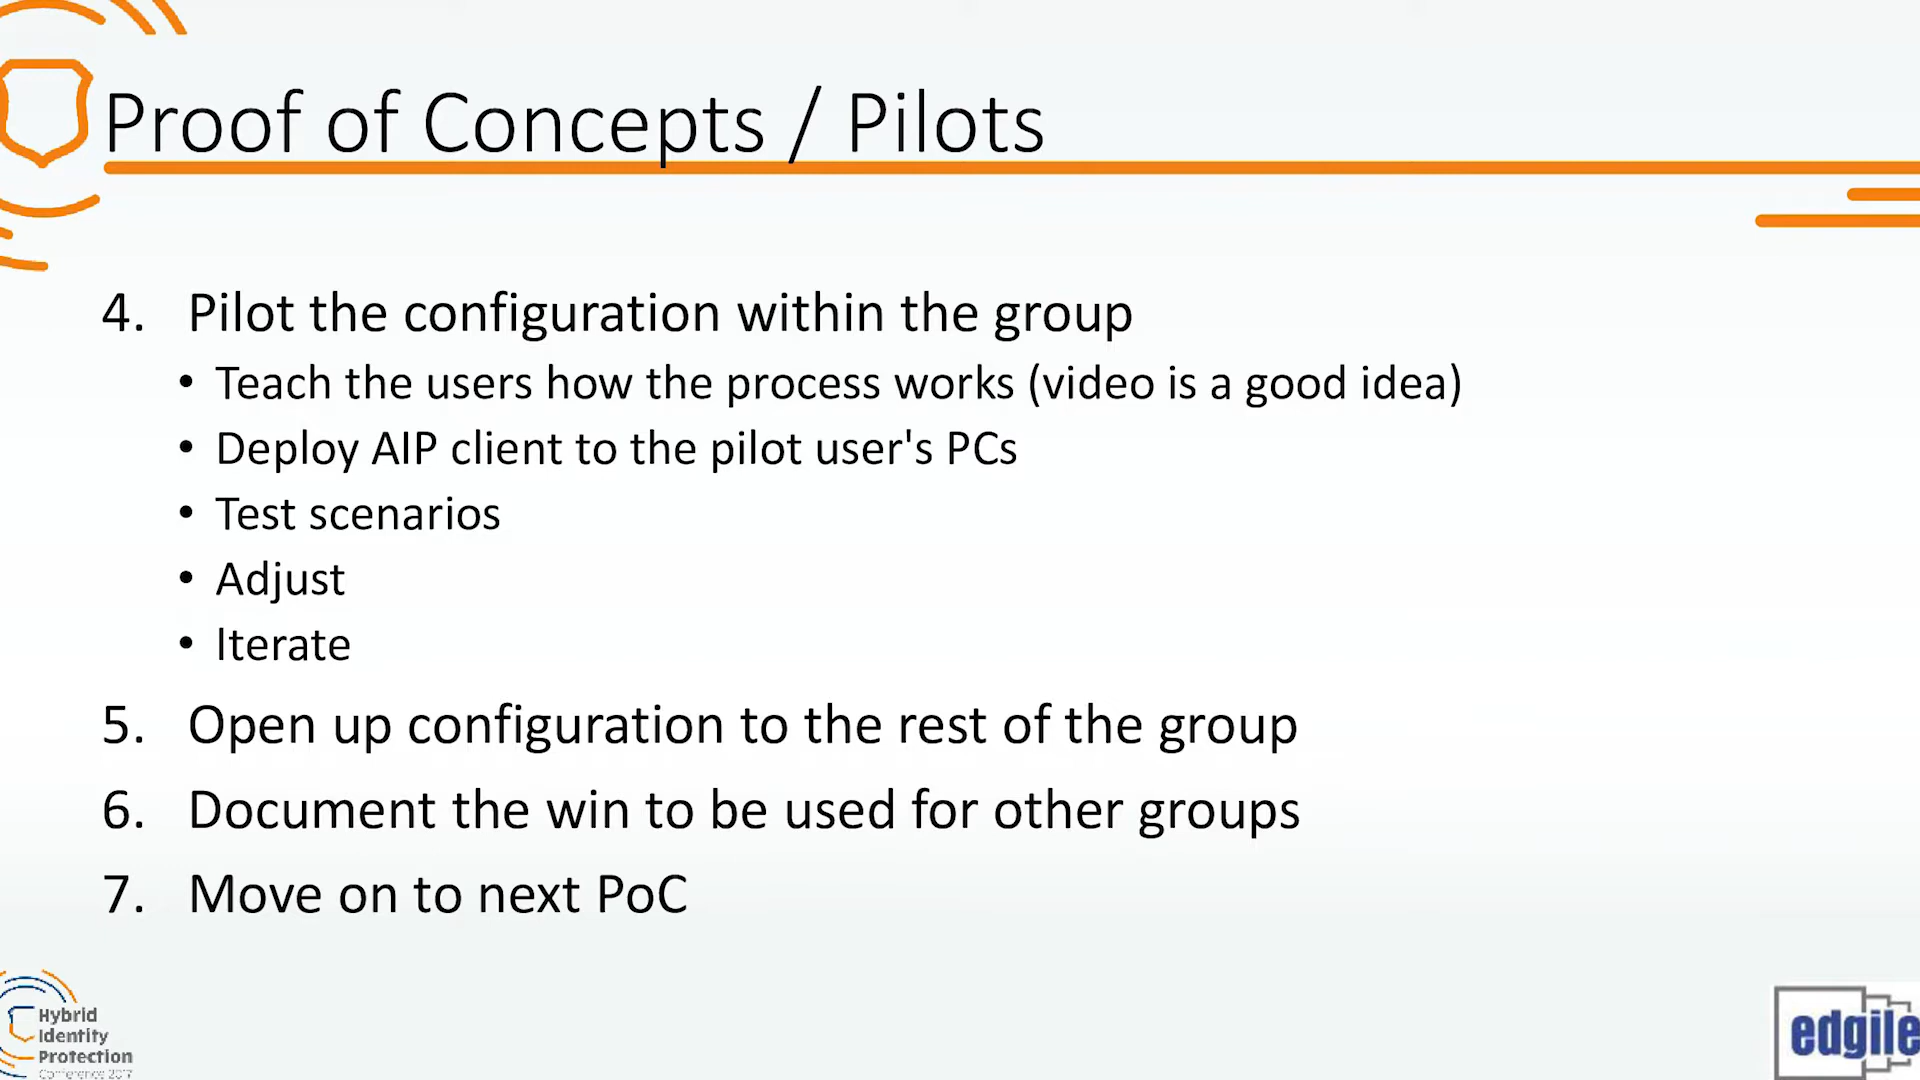 Proof of Concepts / Pilots
4. Pilot the configuration within the group
• Teach the users how the process works (video is a good idea)
• Deploy AIP client to the pilot user's PCs
• Test scenarios
• Adjust
• Iterate
5. Open up configuration to the rest of the group
6. Document the win to be used for other groups
7. Move on to next PoC
Hybrid
Identity
Protection
Conference 2017
edgile